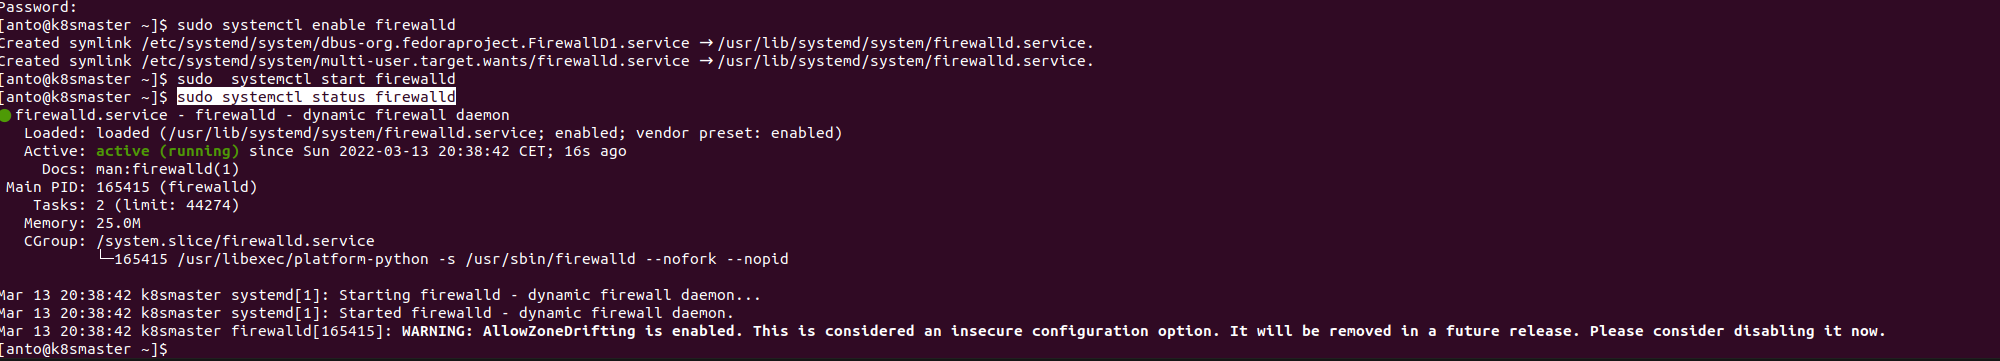 Password:
[anto@k8smaster ~]$ sudo systemctl enable firewalld
Created symlink /etc/systemd/system/dbus-org.fedoraproject.FirewallD1.service → /usr/lib/systemd/system/firewalld.service.
Created symlink /etc/systemd/system/multi-user.target.wants/firewalld.service → /usr/lib/systemd/system/firewalld.service.
[anto@k8smaster ~]$ sudo  systemctl start firewalld
[anto@k8smaster ~]$ sudo systemctl status firewalld
● firewalld.service - firewalld - dynamic firewall daemon
   Loaded: loaded (/usr/lib/systemd/system/firewalld.service; enabled; vendor preset: enabled)
   Active: active (running) since Sun 2022-03-13 20:38:42 CET; 16s ago
     Docs: man:firewalld(1)
 Main PID: 165415 (firewalld)
    Tasks: 2 (limit: 44274)
   Memory: 25.0M
   CGroup: /system.slice/firewalld.service
           └─165415 /usr/libexec/platform-python -s /usr/sbin/firewalld --nofork --nopid
Mar 13 20:38:42 k8smaster systemd[1]: Starting firewalld - dynamic firewall daemon...
Mar 13 20:38:42 k8smaster systemd[1]: Started firewalld - dynamic firewall daemon.
Mar 13 20:38:42 k8smaster firewalld[165415]: WARNING: AllowZoneDrifting is enabled. This is considered an insecure configuration option. It will be removed in a future release. Please consider disabling it now.
[anto@k8smaster ~]$